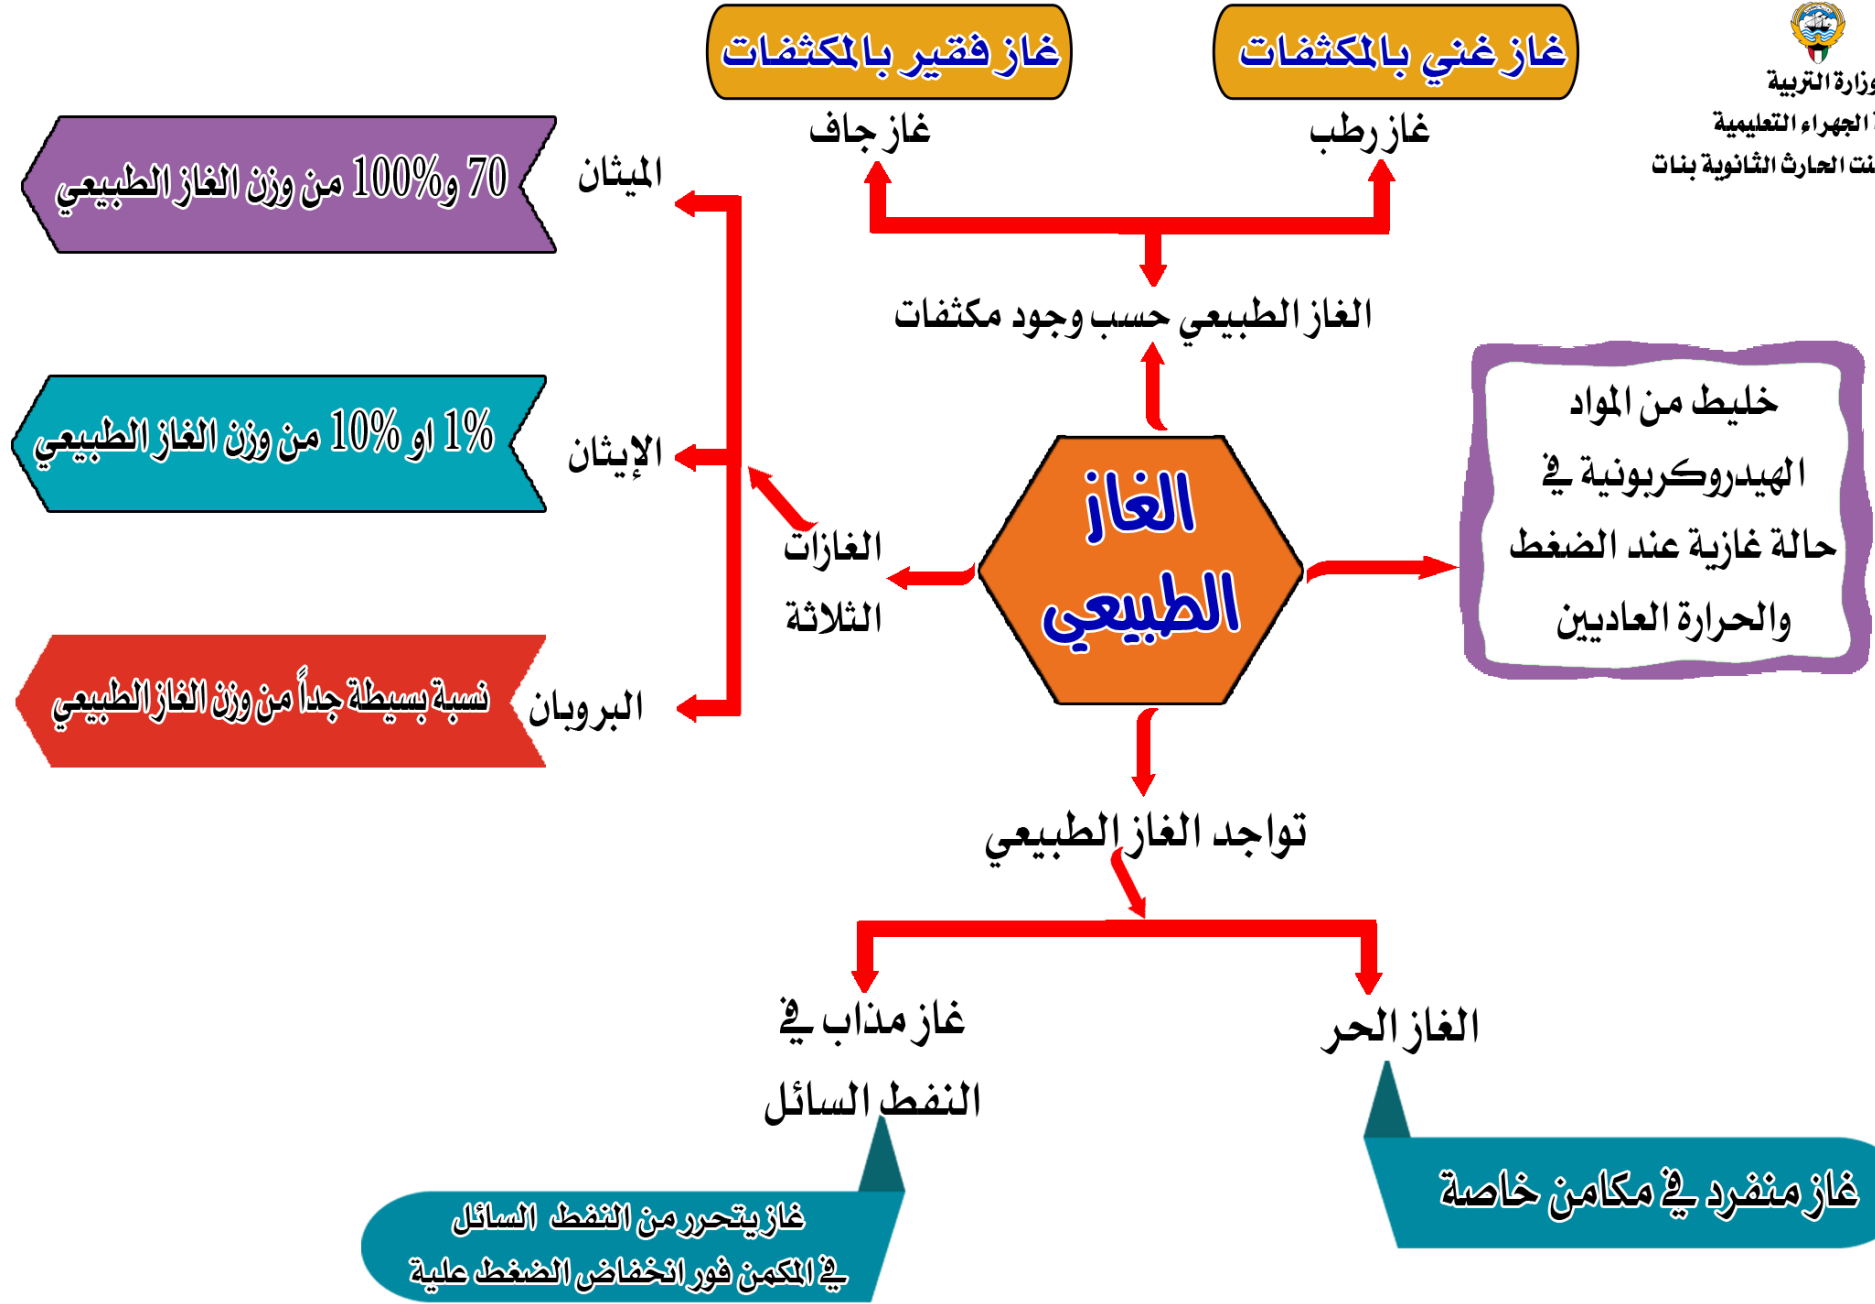 وزارة التربية
الجهراء التعليمية
الحارث الثانوية بنات
غاز غني بالمكثفات
غاز فقير بالمكثفات
غاز رطب
غاز جاف
الغاز الطبيعي حسب وجود مكثفات
خليط من المواد
الهيدروكربونية في
حالة غازية عند الضغط
والحرارة العاديين
الغاز
الطبيعي
الغازات
الثلاثة
الميثان
70 و100% من وزن الغاز الطبيعي
الإيثان
1% او 10% من وزن الغاز الطبيعي
البروبان
نسبة بسيطة جداً من وزن الغاز الطبيعي
تواجد الغاز الطبيعي
الغاز الحر
غاز منفرد في مكامن خاصة
غاز مذاب في
النفط السائل
غاز يتحرر من النفط السائل
في المكمن فور انخفاض الضغط علية